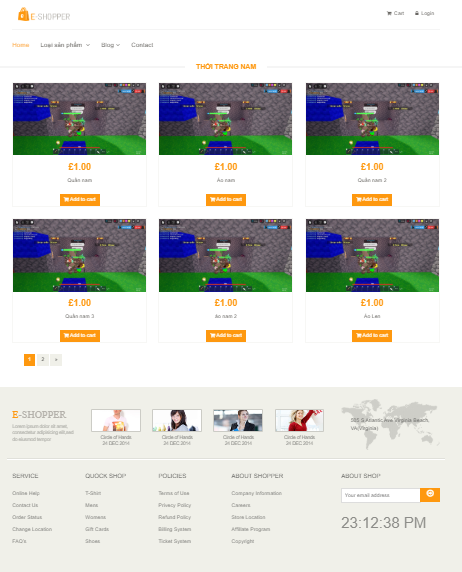 E-SHOPPER
Cart
Login
Home
Loại sản phẩm
Blog
Contact
THỜI TRANG NAM
£1.00
£1.00
£1.00
Quần nam
Áo nam
Quần nam 2
Add to cart
Add to cart
Add to cart
£1.00
£1.00
£1.00
Quần nam 3
áo nam 2
Áo Len
Add to cart
Add to cart
Add to cart
1 2 »
E-SHOPPER
Lorem ipsum dolor sit amet,
consectetur adipisicing elit,sed
do eiusmod tempor
Circle of Hands
24 DEC 2014
Circle of Hands
24 DEC 2014
Circle of Hands
24 DEC 2014
Circle of Hands
24 DEC 2014
505 S Atlantic Ave Virginia Beach,
VA(Virginia)
SERVICE
Online Help
Contact Us
Order Status
Change Location
FAQ's
QUOCK SHOP
T-Shirt
Mens
Womens
Gift Cards
Shoes
POLICIES
Terms of Use
Privacy Policy
Refund Policy
Billing System
Ticket System
ABOUT SHOPPER
Company Information
Careers
Store Location
Affillate Program
Copyright
ABOUT SHOP
Your email address
23:12:38 PM